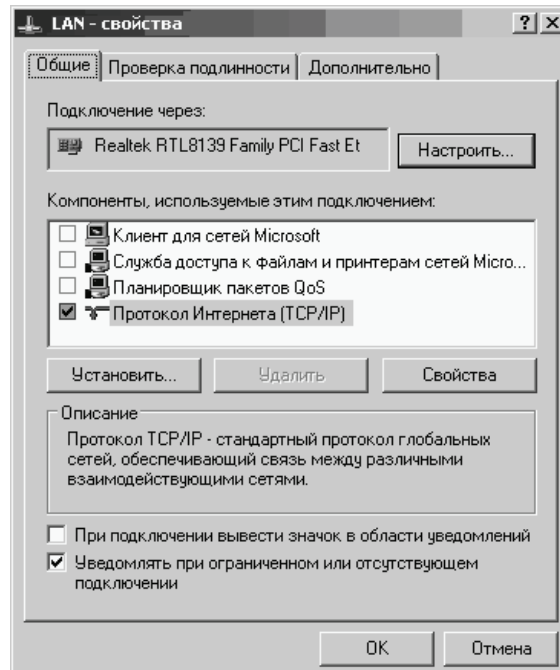 LAN - свойства
Общие
Проверка подлинности
Дополнительно
Подключение через:
Realtek RTL8139 Family PCI Fast Et
Настроить...
Компоненты, используемые этим подключением:
Клиент для сетей Microsoft
Служба доступа к файлам и принтерам сетей Micro...
Планировщик пакетов QoS
Протокол Интернета (TCP/IP)
Установить...
Удалить
Свойства
Описание
Протокол TCP/IP - стандартный протокол глобальных
сетей, обеспечивающий связь между различными
взаимодействующими сетями.
При подключении вывести значок в области уведомлений
Уведомлять при ограниченном или отсутствующем
подключении
OK
Отмена